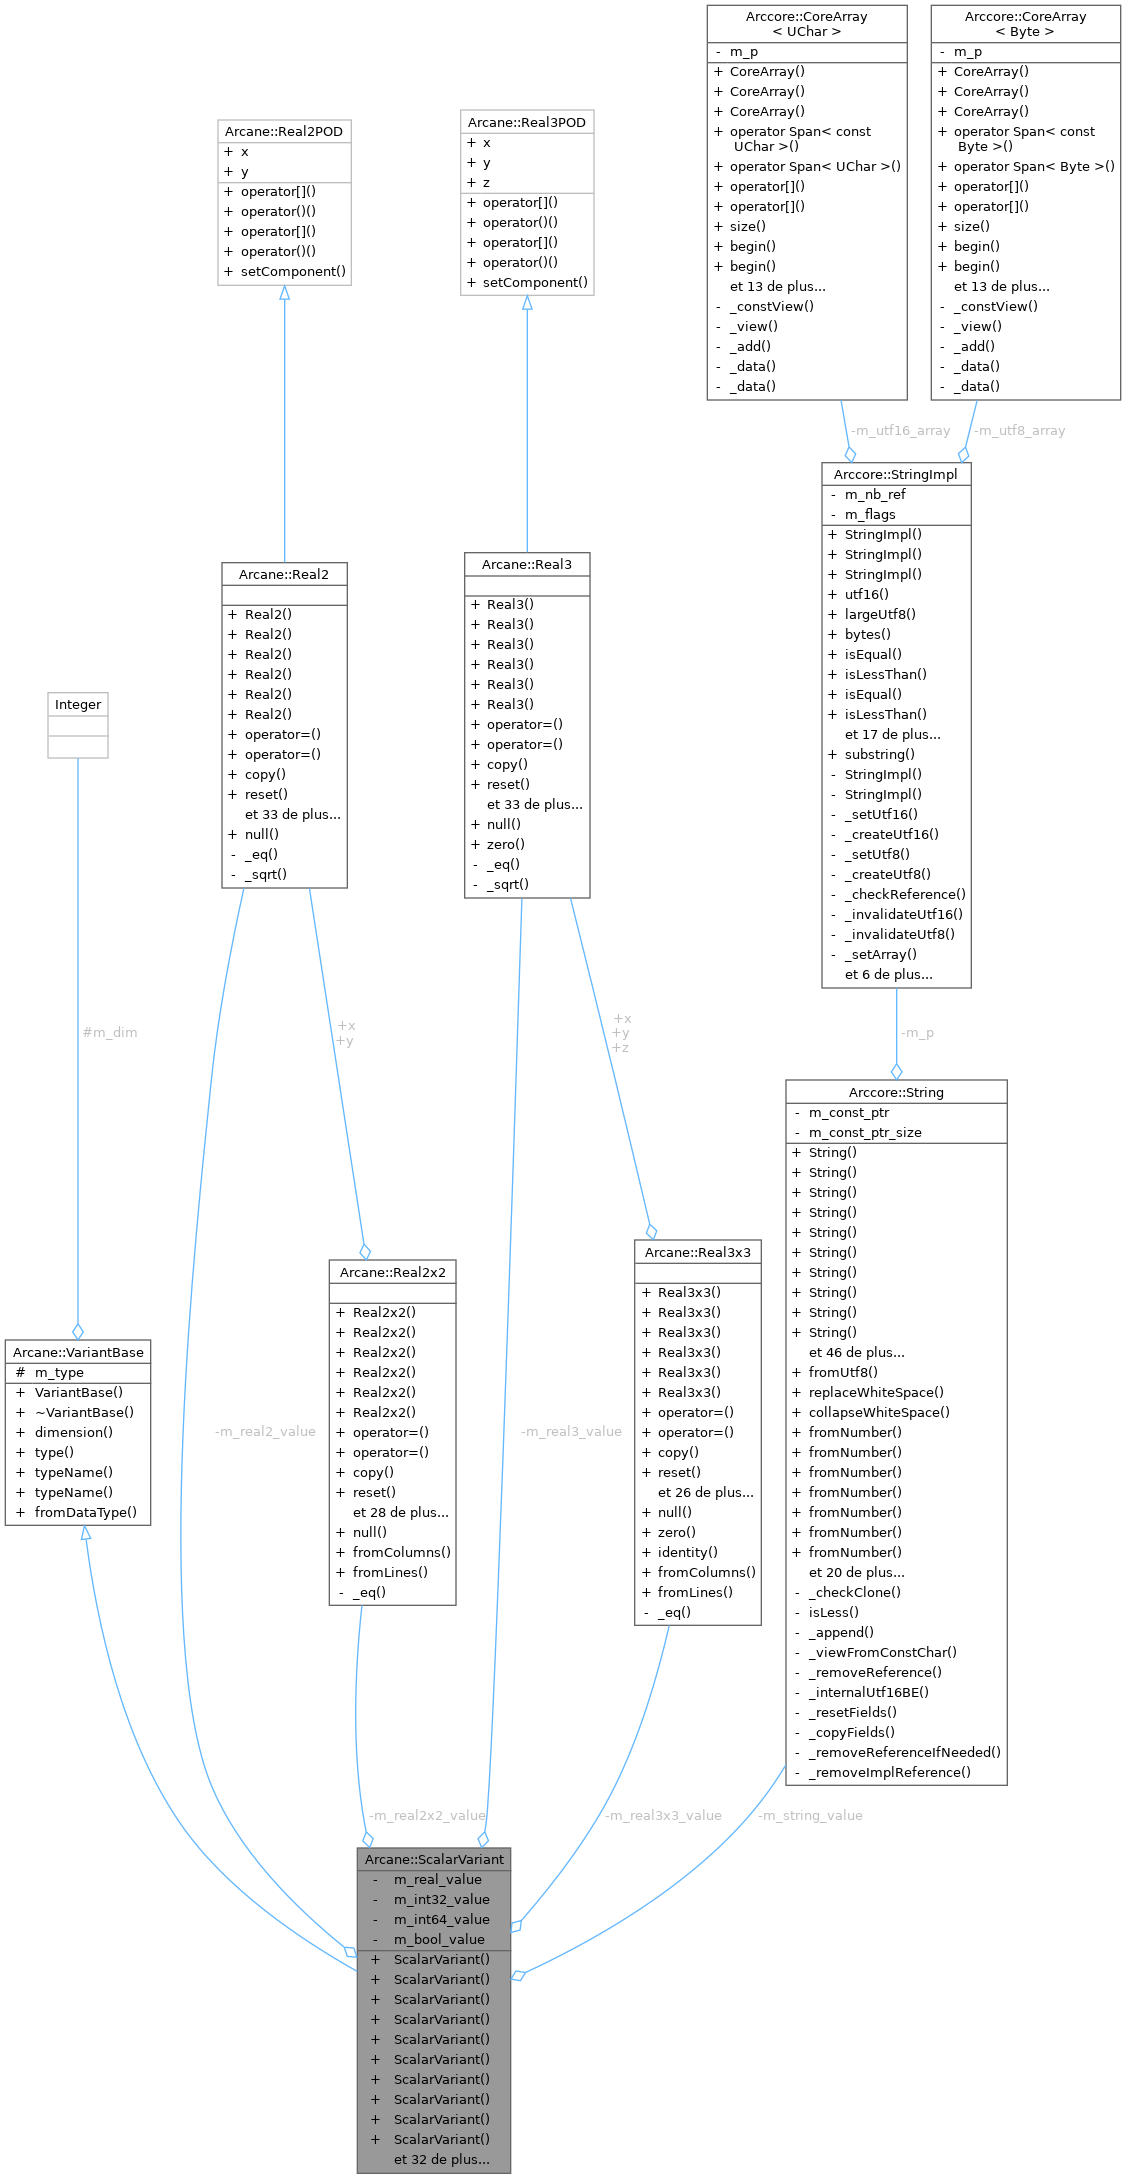 Arccore::CoreArray
< UChar >
- m_p
+ CoreArray()
+ CoreArray()
+ CoreArray()
+ operator Span< const
UChar >()
+ operator Span< UChar >()
+ operator[]()
+ operator[]()
+ size()
+ begin()
+ begin()
et 13 de plus...
- _constView()
- _view()
- _add()
- _data()
- _data()
Arccore::CoreArray
< Byte >
- m_p
+ CoreArray()
+ CoreArray()
+ CoreArray()
+ operator Span< const
Byte >()
+ operator Span< Byte >()
+ operator[]()
+ operator[]()
+ size()
+ begin()
+ begin()
et 13 de plus...
- _constView()
- _view()
- _add()
- _data()
- _data()
Arcane::Real2POD
+ x
+ y
+ operator[]()
+ operator()()
+ operator[]()
+ operator()()
+ setComponent()
Arcane::Real3POD
+ x
+ y
+ z
+ operator[]()
+ operator()()
+ operator[]()
+ operator()()
+ setComponent()
-m_utf16_array
-m_utf8_array
Arccore::StringImpl
- m_nb_ref
- m_flags
+ StringImpl()
+ StringImpl()
+ StringImpl()
+ utf16()
+ largeUtf8()
+ bytes()
+ isEqual()
+ isLessThan()
+ isEqual()
+ isLessThan()
et 17 de plus...
+ substring()
- StringImpl()
- StringImpl()
- _setUtf16()
- _createUtf16()
- _setUtf8()
- _createUtf8()
- _checkReference()
- _invalidateUtf16()
- _invalidateUtf8()
- _setArray()
et 6 de plus...
Arcane::Real2
+ Real2()
+ Real2()
+ Real2()
+ Real2()
+ Real2()
+ Real2()
+ operator=()
+ operator=()
+ copy()
+ reset()
et 33 de plus...
+ null()
- _eq()
- _sqrt()
Arcane::Real3
+ Real3()
+ Real3()
+ Real3()
+ Real3()
+ Real3()
+ Real3()
+ operator=()
+ operator=()
+ copy()
+ reset()
et 33 de plus...
+ null()
+ zero()
- _eq()
- _sqrt()
Integer
#m_dim
+x
+y
+x
+y
+z
-m_p
Arccore::String
- m_const_ptr
- m_const_ptr_size
+ String()
+ String()
+ String()
+ String()
+ String()
+ String()
+ String()
+ String()
+ String()
+ String()
et 46 de plus...
+ fromUtf8()
+ replaceWhiteSpace()
+ collapseWhiteSpace()
+ fromNumber()
+ fromNumber()
+ fromNumber()
+ fromNumber()
+ fromNumber()
+ fromNumber()
+ fromNumber()
et 20 de plus...
- _checkClone()
- isLess()
- _append()
- _viewFromConstChar()
- _removeReference()
- _internalUtf16BE()
- _resetFields()
- _copyFields()
- _removeReferenceIfNeeded()
- _removeImplReference()
Arcane::VariantBase
# m_type
+ VariantBase()
+ ~VariantBase()
+ dimension()
+ type()
+ typeName()
+ typeName()
+ fromDataType()
Arcane::Real2x2
+ Real2x2()
+ Real2x2()
+ Real2x2()
+ Real2x2()
+ Real2x2()
+ Real2x2()
+ operator=()
+ operator=()
+ copy()
+ reset()
et 28 de plus...
+ null()
+ fromColumns()
+ fromLines()
- _eq()
Arcane::Real3x3
+ Real3x3()
+ Real3x3()
+ Real3x3()
+ Real3x3()
+ Real3x3()
+ Real3x3()
+ operator=()
+ operator=()
+ copy()
+ reset()
et 26 de plus...
+ null()
+ zero()
+ identity()
+ fromColumns()
+ fromLines()
- _eq()
-m_real2_value
-m_real3_value
-m_real2x2_value
-m_real3x3_value
-m_string_value
Arcane::ScalarVariant
- m_real_value
- m_int32_value
- m_int64_value
- m_bool_value
+ ScalarVariant()
+ ScalarVariant()
+ ScalarVariant()
+ ScalarVariant()
+ ScalarVariant()
+ ScalarVariant()
+ ScalarVariant()
+ ScalarVariant()
+ ScalarVariant()
+ ScalarVariant()
et 32 de plus...